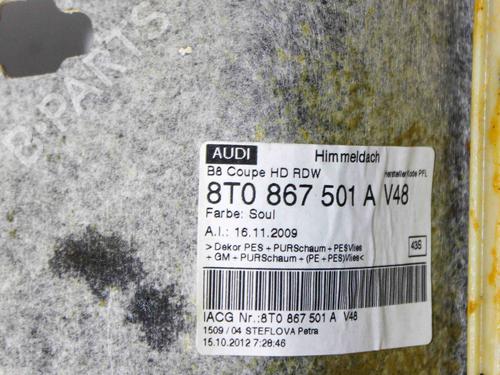 AUDI Himmeldach
B8 Coupe HD RDW HerstellerKode PFL
8T0 867 501 A V48
Farbe: Soul
A.I.: 16.11.2009
> Dekor PES + PURSchaum + PESVlies
+ GM + PURSchaum + (PE + PES)Vlies<
IACG Nr.:8T0 867 501 A V48
1509 / 04 STEFLOVA Petra
15.10.2012 7:28:46
B-PARTS